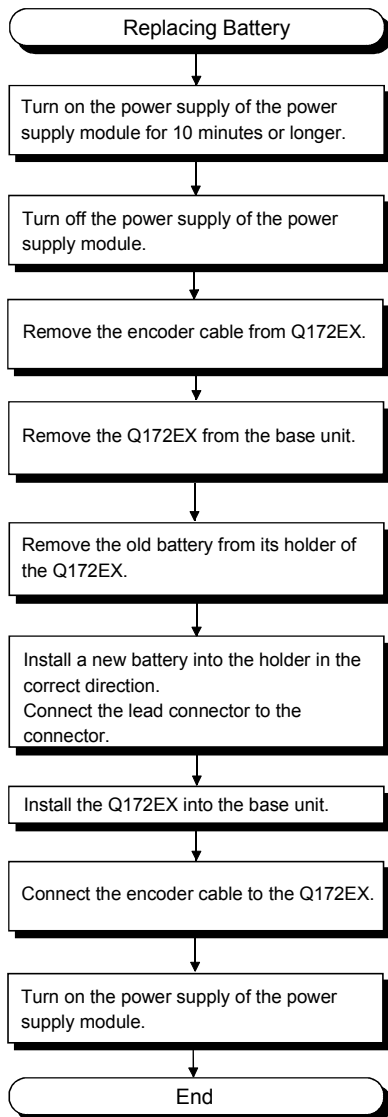 Replacing Battery
Turn on the power supply of the power
supply module for 10 minutes or longer.
Turn off the power supply of the power
supply module.
Remove the encoder cable from Q172EX.
Remove the Q172EX from the base unit.
Remove the old battery from its holder of
the Q172EX.
Install a new battery into the holder in the
correct direction.
Connect the lead connector to the
connector.
Install the Q172EX into the base unit.
Connect the encoder cable to the Q172EX.
Turn on the power supply of the power
supply module.
End